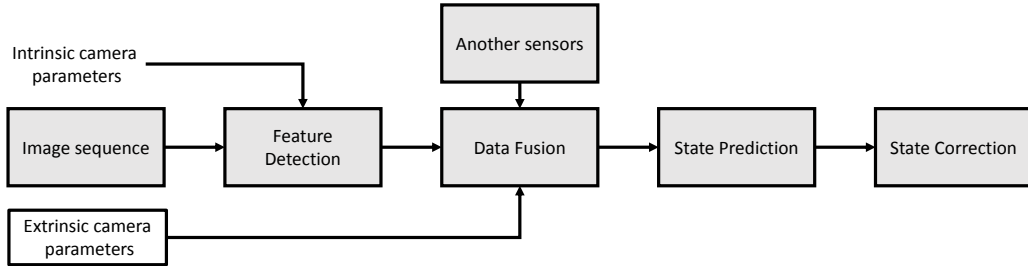 Another sensors
Intrinsic camera
parameters
Image sequence
Feature
Detection
Data Fusion
State Prediction
State Correction
Extrinsic camera
parameters